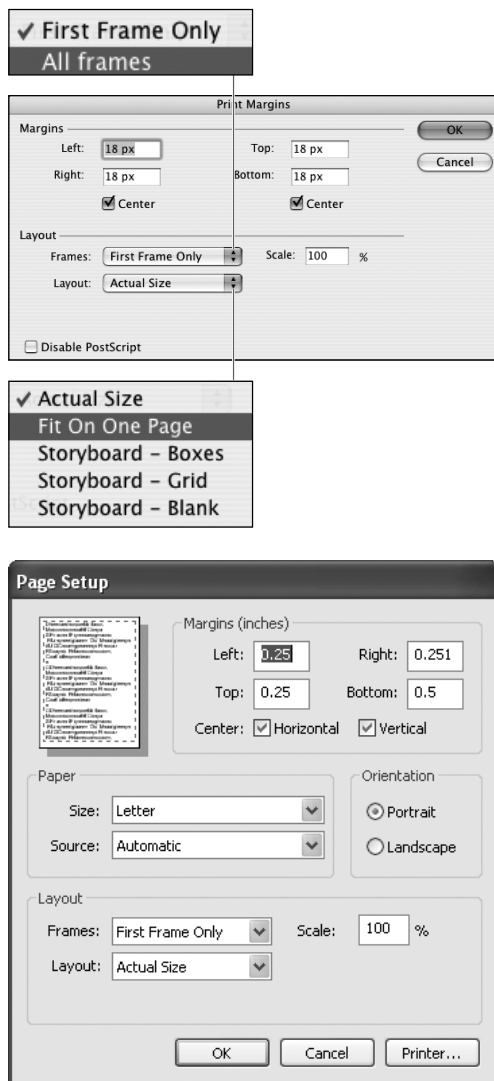 ✓ First Frame Only
All frames
Print Margins
Margins
OK
Left: 18 px Top: 18 px
Cancel
Right: 18 px Bottom: 18 px
Center Center
Layout
Frames: First Frame Only Scale: 100 %
Layout: Actual Size
Disable PostScript
✓ Actual Size
Fit On One Page
Storyboard – Boxes
Storyboard – Grid
Storyboard – Blank
Page Setup
Margins (inches)
Left: 0.25 Right: 0.251
Top: 0.25 Bottom: 0.5
Center: Horizontal Vertical
Paper
Orientation
Size: Letter
Portrait
Source: Automatic
Landscape
Layout
Frames: First Frame Only Scale: 100 %
Layout: Actual Size
OK Cancel Printer...